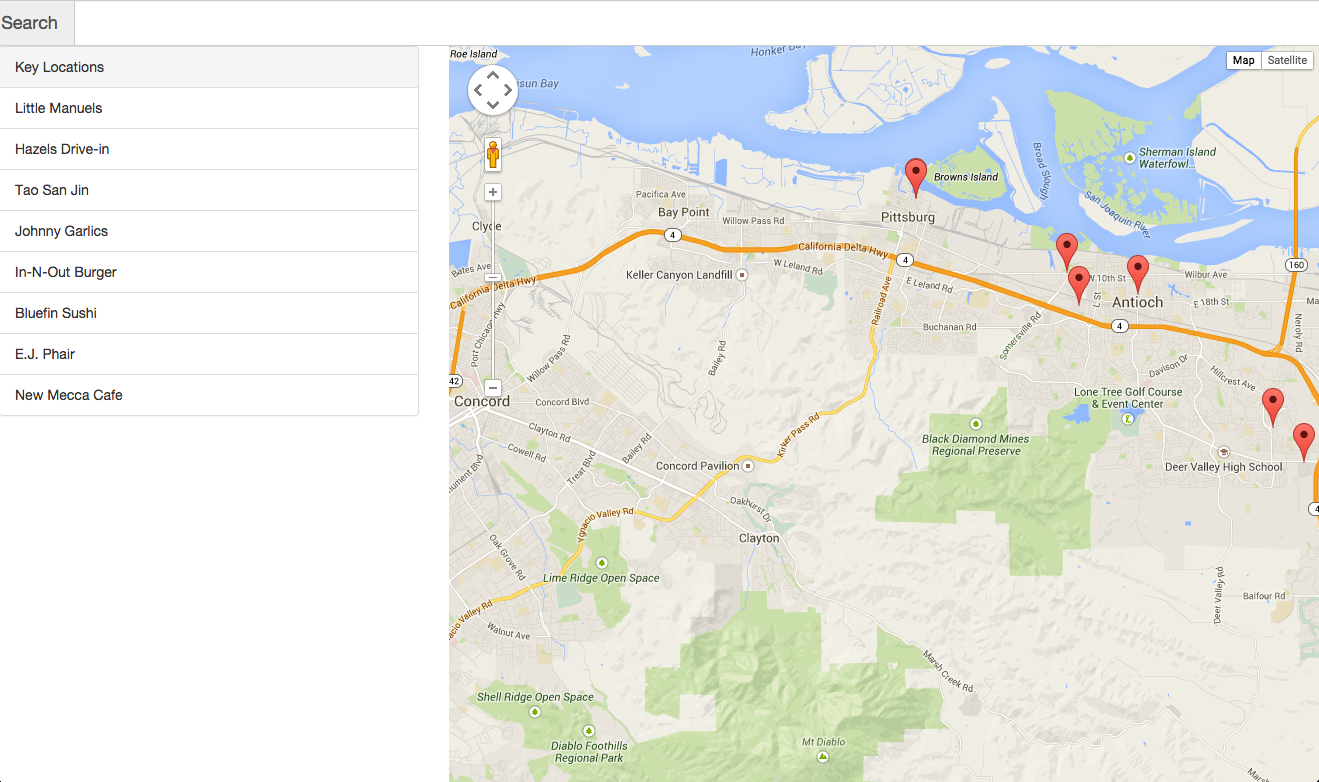 Search
Key Locations
Little Manuels
Hazels Drive-in
Tao San Jin
Johnny Garlics
In-N-Out Burger
Bluefin Sushi
E.J. Phair
New Mecca Cafe
Roe Island
Honker Bay
Map
Satellite
isun Bay
Sherman Island
Waterfowl...
Broad Slough
Browns Island
San Joaquin River
Pacifica Ave
Bay Point
Willow Pass Rd
Pittsburg
Clyde
4
California Delta Hwy
4
W Leland Rd
Keller Canyon Landfill
Bates Ave
California Delta Hwy
E Leland Rd
W 10th St
Wilbur Ave
160
L St
Antioch
E 18th St
Ma
Railroad Ave
Buchanan Rd
Somersville Rd
4
Neroly Rd
Port Chicago Hwy
Willow Pass Rd
Bailey Rd
Davison Dr
Hillcrest Ave
42
Concord
Concord Blvd
Lone Tree Golf Course
& Event Center
Clayton Rd
Kirker Pass Rd
Black Diamond Mines
Regional Preserve
Cowell Rd
Bailey Rd
Treat Blvd
Concord Pavilion
Deer Valley High School
nument Blvd
Oakhurst Dr
4
Ygnacio Valley Rd
Clayton
Oak Grove Rd
Lime Ridge Open Space
Deer Valley Rd
Balfour Rd
nacio Valley Rd
Walnut Ave
Marsh Creek Rd
Shell Ridge Open Space
Diablo Foothills
Regional Park
Mt Diablo
Marsh